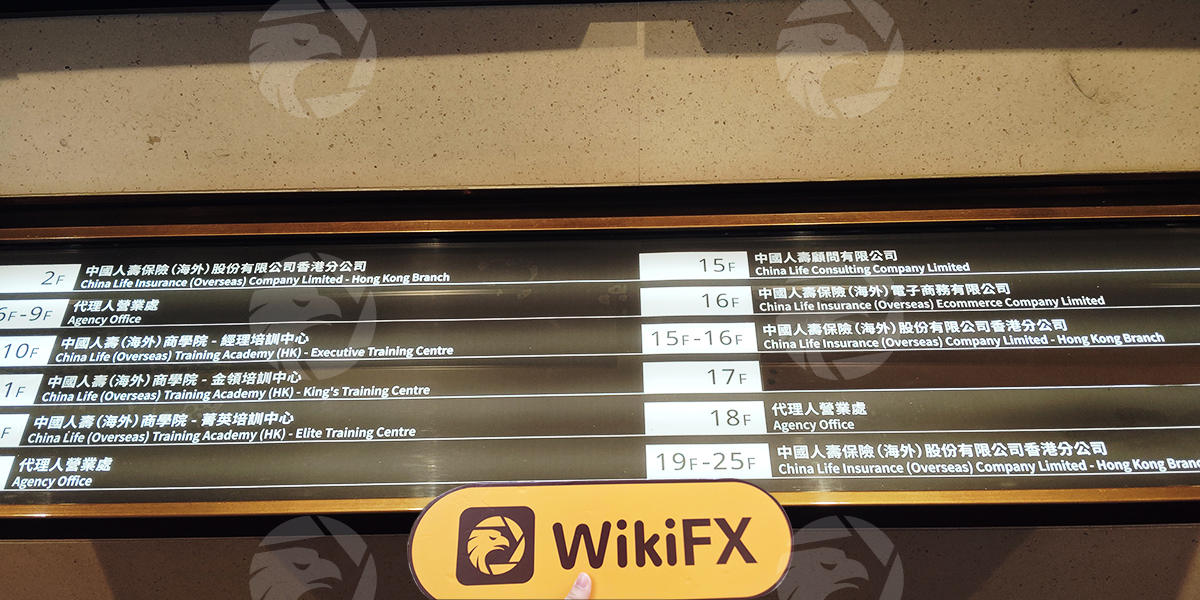 2F
中國人壽保險(海外)股份有限公司香港分公司
China Life Insurance (Overseas) Company Limited - Hong Kong Branch
6F-9F
代理人營業處
Agency Office
10F
中國人壽(海外)商學院 - 經理培訓中心
China Life (Overseas) Training Academy (HK) - Executive Training Centre
1F
中國人壽(海外)商學院 - 金領培訓中心
China Life (Overseas) Training Academy (HK) - King's Training Centre
F
中國人壽(海外)商學院 - 菁英培訓中心
China Life (Overseas) Training Academy (HK) - Elite Training Centre
代理人營業處
Agency Office
15F
中國人壽顧問有限公司
China Life Consulting Company Limited
16F
中國人壽保險(海外)電子商務有限公司
China Life Insurance (Overseas) Ecommerce Company Limited
15F-16F
中國人壽保險(海外)股份有限公司香港分公司
China Life Insurance (Overseas) Company Limited - Hong Kong Branch
17F
18F
代理人營業處
Agency Office
19F-25F
中國人壽保險(海外)股份有限公司香港分公司
China Life Insurance (Overseas) Company Limited - Hong Kong Branc
WikiFX